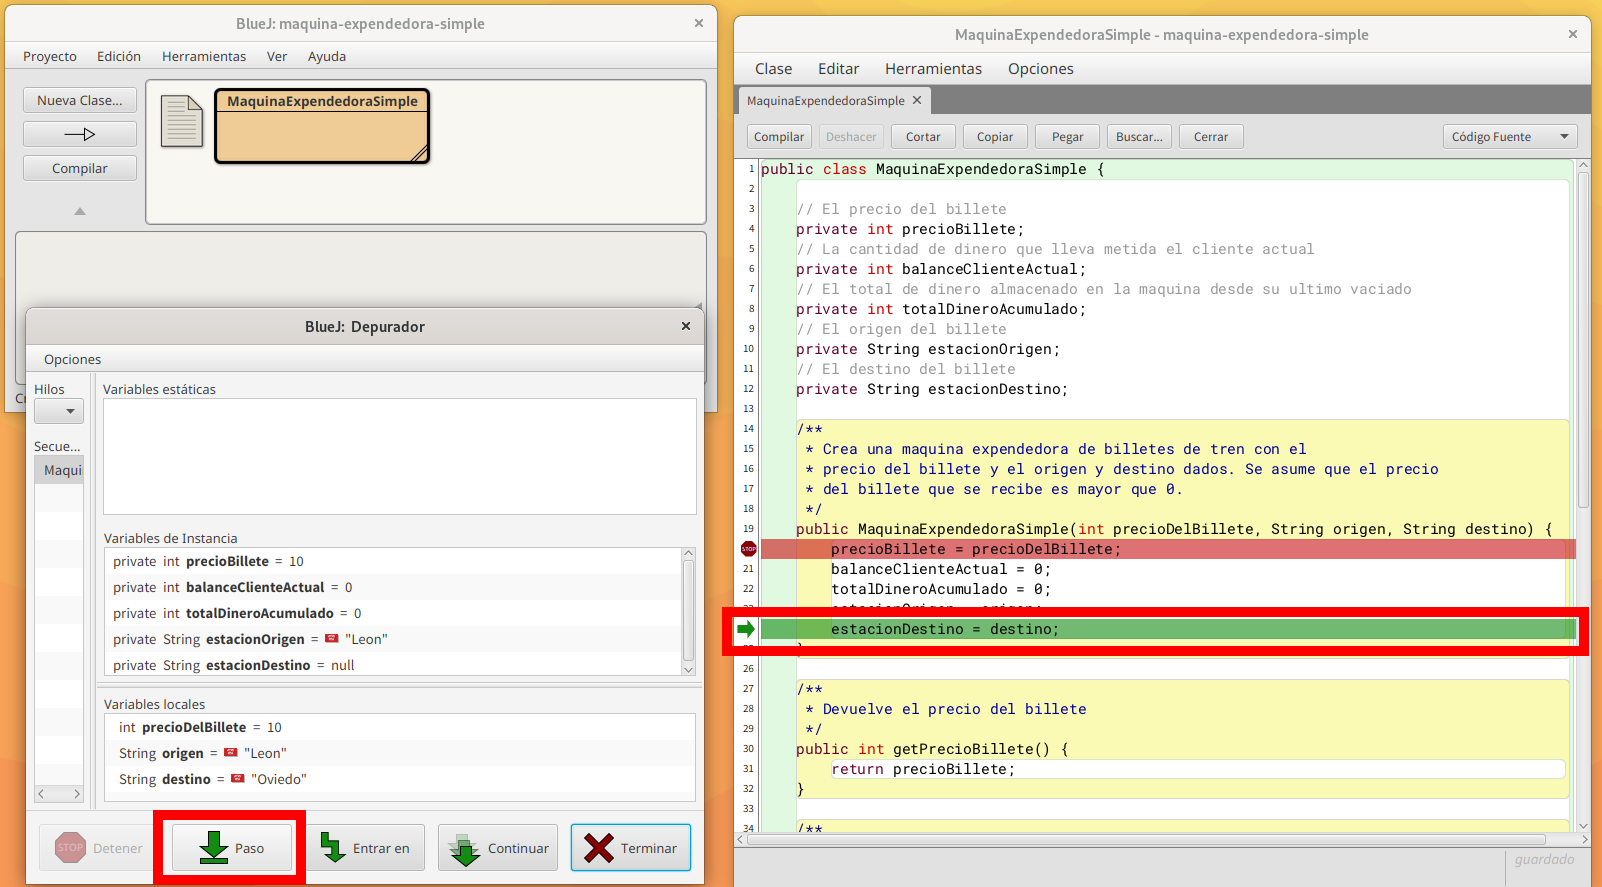 BlueJ: maquina-expendedora-simple
Proyecto Edición Herramientas Ver Ayuda
Nueva Clase...
Compilar
MaquinaExpendedoraSimple
BlueJ: Depurador
Opciones
Hilos
Secue...
Maqui
Variables estáticas
Variables de Instancia
private int precioBillete = 10
private int balanceClienteActual = 0
private int totalDineroAcumulado = 0
private String estacionOrigen = "Leon"
private String estacionDestino = null
Variables locales
int precioDelBillete = 10
String origen = "Leon"
String destino = "Oviedo"
STOP Detener
Paso
Entrar en
Continuar
Terminar
MaquinaExpendedoraSimple - maquina-expendedora-simple
Clase Editar Herramientas Opciones
MaquinaExpendedoraSimple
Compilar Deshacer Cortar Copiar Pegar Buscar... Cerrar Código Fuente
1 public class MaquinaExpendedoraSimple {
2
3 // El precio del billete
4 private int precioBillete;
5 // La cantidad de dinero que lleva metida el cliente actual
6 private int balanceClienteActual;
7 // El total de dinero almacenado en la maquina desde su ultimo vaciado
8 private int totalDineroAcumulado;
9 // El origen del billete
10 private String estacionOrigen;
11 // El destino del billete
12 private String estacionDestino;
13
14 /**
15 * Crea una maquina expendedora de billetes de tren con el
16 * precio del billete y el origen y destino dados. Se asume que el precio
17 * del billete que se recibe es mayor que 0.
18 */
19 public MaquinaExpendedoraSimple(int precioDelBillete, String origen, String destino) {
STOP precioBillete = precioDelBillete;
21 balanceClienteActual = 0;
22 totalDineroAcumulado = 0;
estacionDestino = destino;
26
27 /**
28 * Devuelve el precio del billete
29 */
30 public int getPrecioBillete() {
31 return precioBillete;
32 }
33
34 /**
guardado